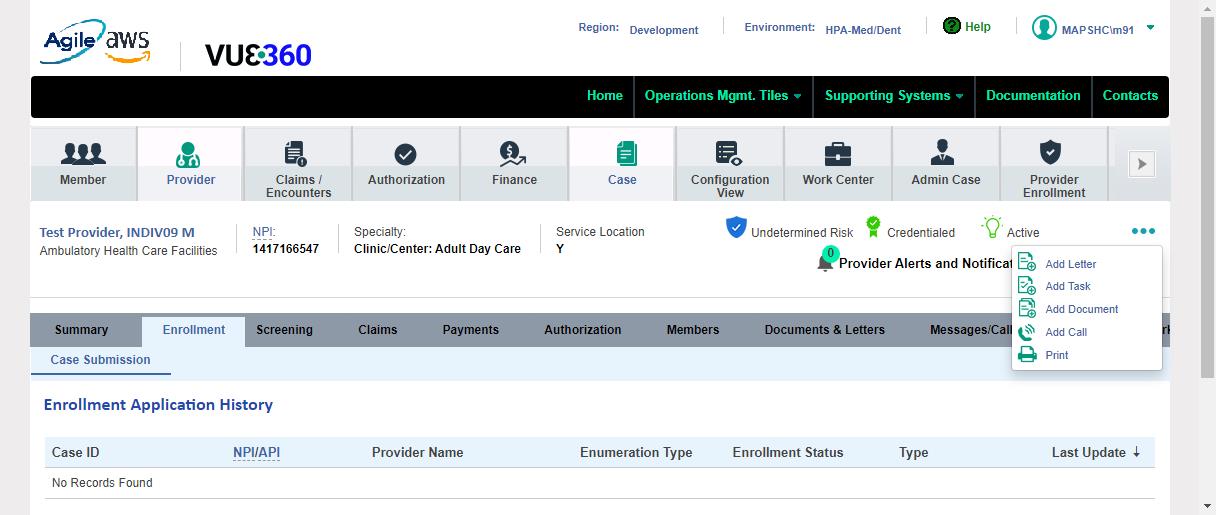 Agile aws
VUE360
Region: Development
Environment: HPA-Med/Dent
? Help
MAPSHC\m91
Home
Operations Mgmt. Tiles
Supporting Systems
Documentation
Contacts
Member
Provider
Claims /
Encounters
Authorization
Finance
Case
Configuration
View
Work Center
Admin Case
Provider
Enrollment
Test Provider, INDIV09 M
Ambulatory Health Care Facilities
NPI:
1417166547
Specialty:
Clinic/Center: Adult Day Care
Service Location
Y
Undetermined Risk
Credentialed
Active
0
Provider Alerts and Notificat
Add Letter
Add Task
Add Document
Add Call
Print
Summary
Enrollment
Screening
Claims
Payments
Authorization
Members
Documents & Letters
Messages/Call
Case Submission
Enrollment Application History
Case ID
NPI/API
Provider Name
Enumeration Type
Enrollment Status
Type
Last Update ↓
No Records Found